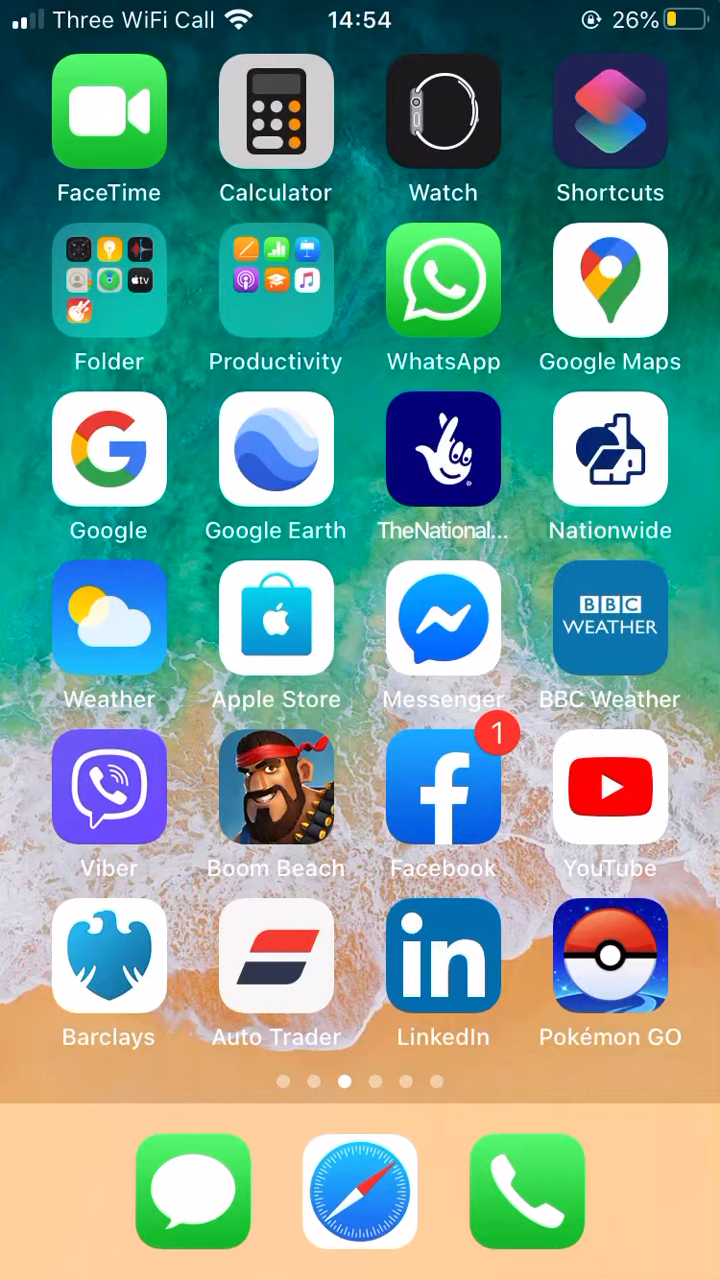 Three WiFi Call 14:54 26%
FaceTime Calculator Watch Shortcuts
tv
Folder Productivity WhatsApp Google Maps
G
Google Google Earth TheNational... Nationwide
BBC
WEATHER
Weather Apple Store Messenger BBC Weather
1
f
Viber Boom Beach Facebook YouTube
in
Barclays Auto Trader LinkedIn Pokémon GO